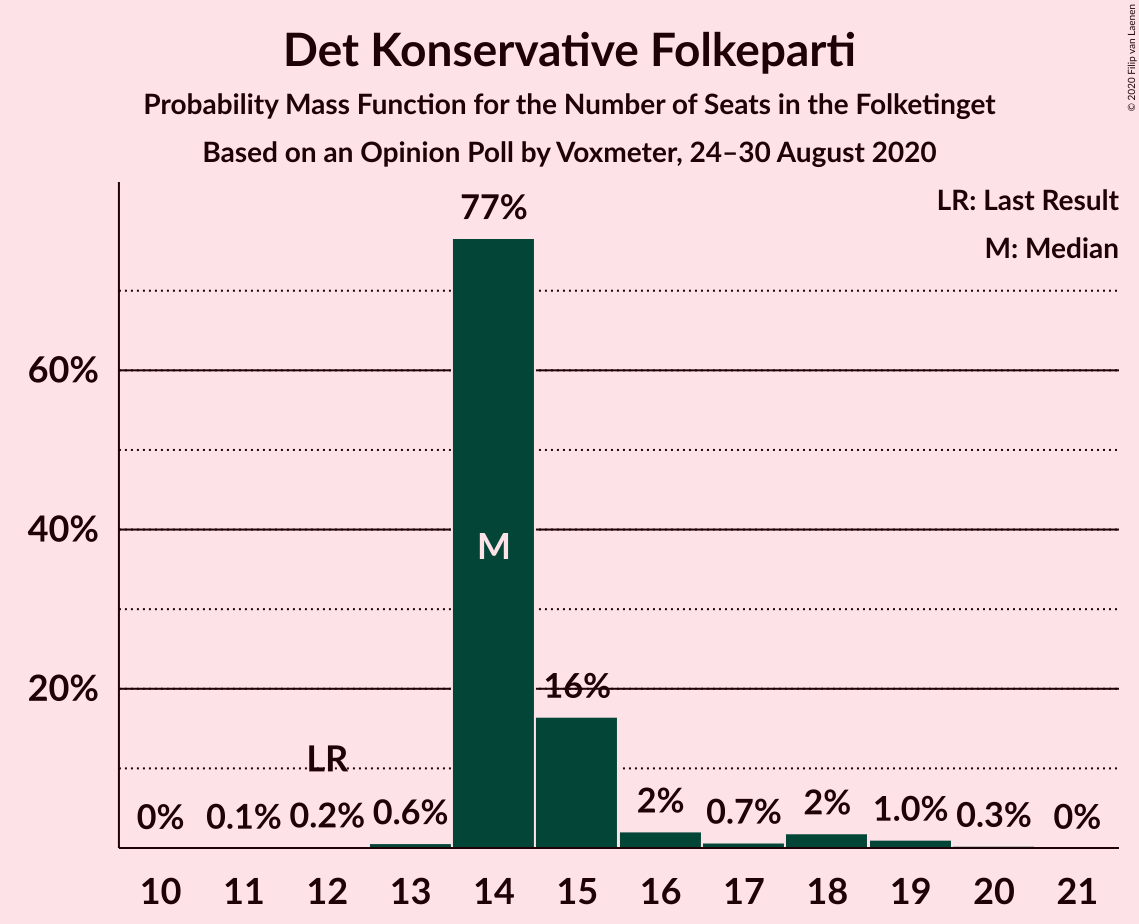 Det Konservative Folkeparti
Probability Mass Function for the Number of Seats in the Folketinget
Based on an Opinion Poll by Voxmeter, 24–30 August 2020
© 2020 Filip van Laenen
LR: Last Result
M: Median
77%
60%
40%
M
20%
16%
LR
0% 0.1% 0.2% 0.6% 2% 0.7% 2% 1.0% 0.3% 0%
10 11 12 13 14 15 16 17 18 19 20 21